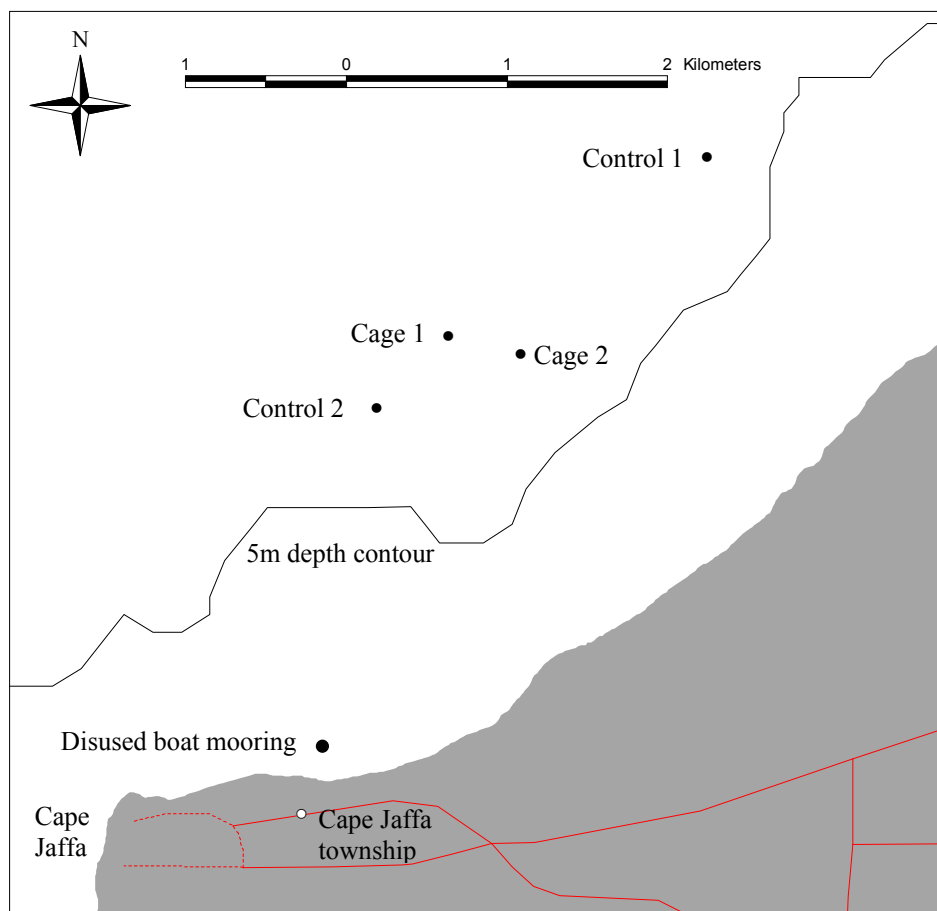 N
1 0 1 2 Kilometers
Control 1
Cage 1
Cage 2
Control 2
5m depth contour
Disused boat mooring
Cape
Jaffa
Cape Jaffa
township